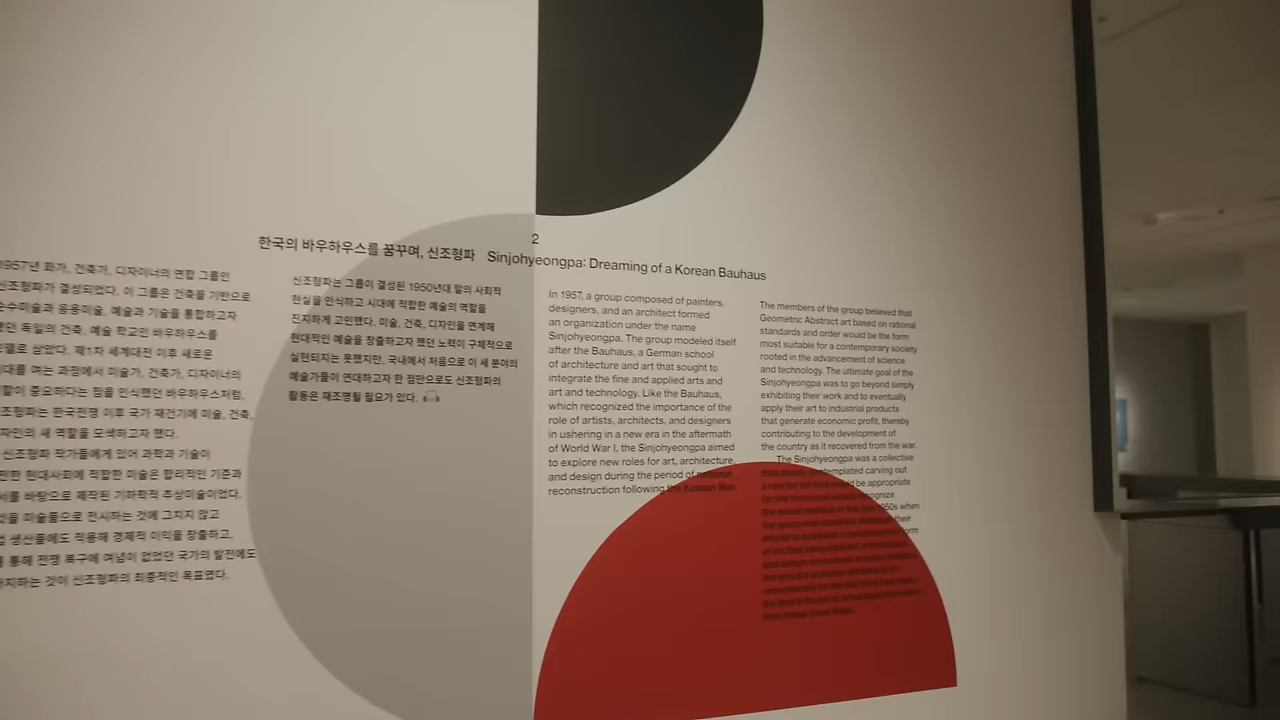 2
한국의 바우하우스를 꿈꾸며, 신조형파 Sinjohyeongpa: Dreaming of a Korean Bauhaus
1957년 화가, 건축가, 디자이너의 연합 그룹인
신조형파가 결성되었다. 이 그룹은 건축을 기반으로
순수미술과 응용미술, 예술과 기술을 통합하고자
했던 독일의 건축, 예술 학교인 바우하우스를
모델로 삼았다. 제1차 세계대전 이후 새로운
시대를 여는 과정에서 미술가, 건축가, 디자이너의
역할이 중요하다는 점을 인식했던 바우하우스처럼,
신조형파는 한국전쟁 이후 국가 재건기에 미술, 건축,
디자인의 새 역할을 모색하고자 했다.
신조형파 작가들에게 있어 과학과 기술이
현대사회에 적합한 미술은 합리적인 기준과
질서를 바탕으로 제작된 기하학적 추상미술이었다.
미술품으로 전시하는 것에 그치지 않고
생산품에도 적용해 경제적 이익을 창출하고,
통해 전쟁 복구에 여념이 없었던 국가의 발전에도
것이 신조형파의 최종적인 목표였다.
신조형파는 그룹이 결성된 1950년대 말의 사회적
현실을 인식하고 시대에 적합한 예술의 역할을
진지하게 고민했다. 미술, 건축, 디자인을 연계해
현대적인 예술을 창출하고자 했던 노력이 구체적으로
실현되지는 못했지만, 국내에서 처음으로 이 세 분야의
예술가들이 연대하고자 한 점만으로도 신조형파의
활동은 재조명될 필요가 있다.
In 1957, a group composed of painters,
designers, and an architect formed
an organization under the name
Sinjohyeongpa. The group modeled itself
after the Bauhaus, a German school
of architecture and art that sought to
integrate the fine and applied arts and
art and technology. Like the Bauhaus,
which recognized the importance of the
role of artists, architects, and designers
in ushering in a new era in the aftermath
of World War I, the Sinjohyeongpa aimed
to explore new roles for art, architecture,
and design during the period of national
reconstruction following the Korean War.
The members of the group believed that
Geometric Abstract art based on rational
standards and order would be the form
most suitable for a contemporary society
rooted in the advancement of science
and technology. The ultimate goal of the
Sinjohyeongpa was to go beyond simply
exhibiting their work and to eventually
apply their art to industrial products
that generate economic profit, thereby
contributing to the development of
the country as it recovered from the war.
The Sinjohyeongpa was a collective
contemplated carving out
a role for art that would be appropriate
recognize
1950s when
their